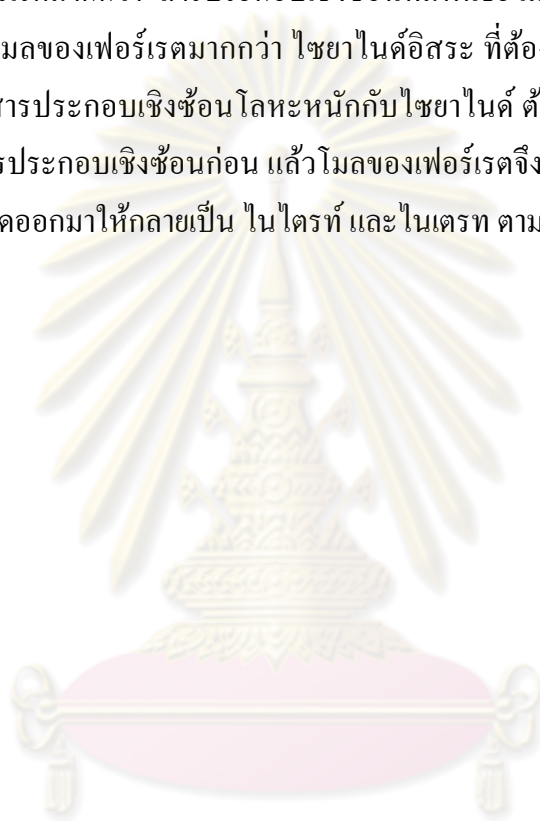 มลของเฟอร์เรตมากกว่า ไซยาไนด์อิสระ ที่ต้อง
สารประกอบเชิงซ้อนโลหะหนักกับไซยาไนด์ ต้
รประกอบเชิงซ้อนก่อน แล้วโมลของเฟอร์เรตจึง
ดออกมาให้กลายเป็น ไนไตรท์ และไนเตรท ตาม